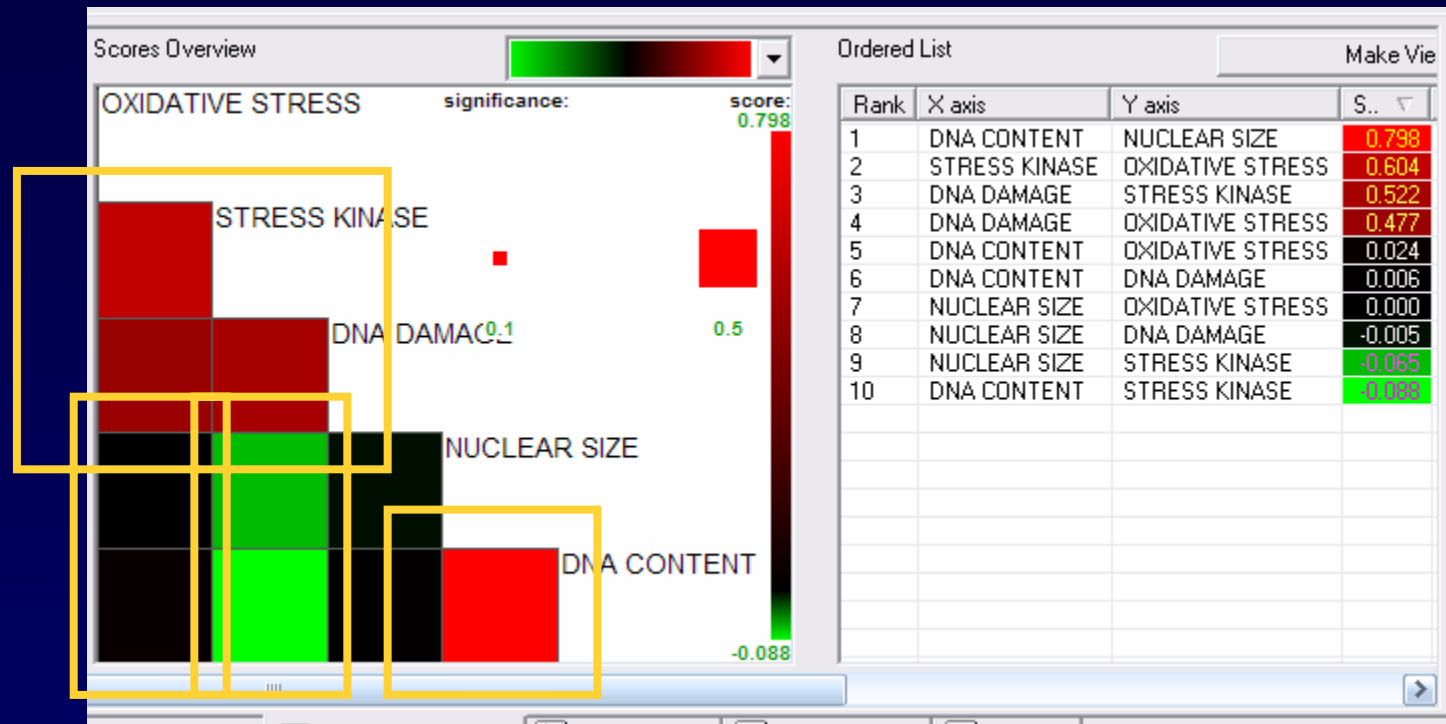 Scores Overview
OXIDATIVE STRESS
significance:
score:
0.798
STRESS KINASE
DNA DAMAG
0.1
0.5
NUCLEAR SIZE
DNA CONTENT
-0.088
Ordered List
Make Vie
Rank X axis Y axis S..
1 DNA CONTENT NUCLEAR SIZE 0.798
2 STRESS KINASE OXIDATIVE STRESS 0.604
3 DNA DAMAGE STRESS KINASE 0.522
4 DNA DAMAGE OXIDATIVE STRESS 0.477
5 DNA CONTENT OXIDATIVE STRESS 0.024
6 DNA CONTENT DNA DAMAGE 0.006
7 NUCLEAR SIZE OXIDATIVE STRESS 0.000
8 NUCLEAR SIZE DNA DAMAGE -0.005
9 NUCLEAR SIZE STRESS KINASE -0.065
10 DNA CONTENT STRESS KINASE -0.088